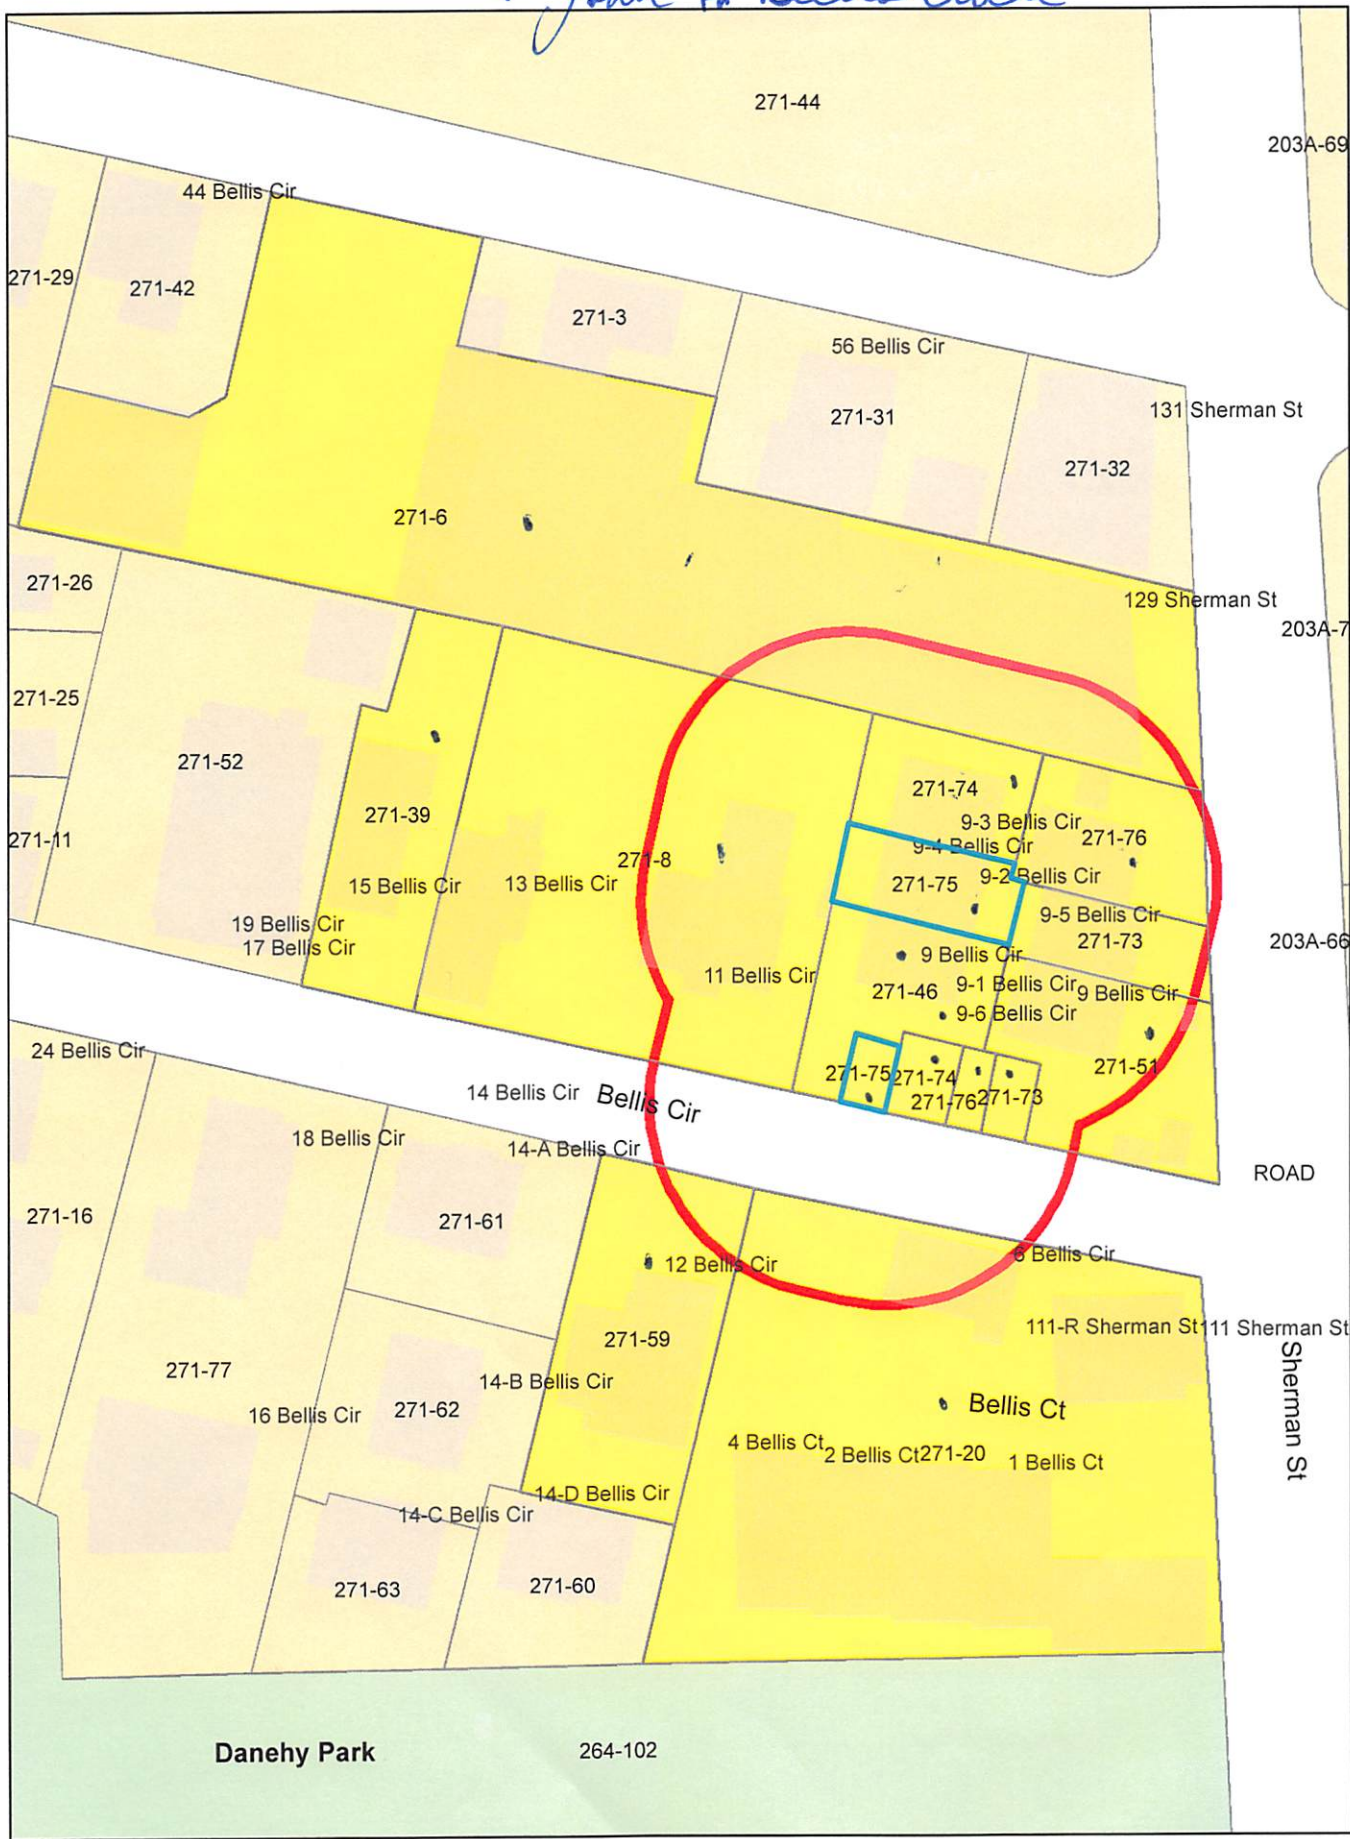 271-44
203A-69
44 Bellis Cir
271-29
271-42
271-3
56 Bellis Cir
271-31
131 Sherman St
271-32
271-6
271-26
129 Sherman St
203A-7
271-25
271-52
271-74
271-39
9-3 Bellis Cir
271-76
271-11
9-4 Bellis Cir
271-8
9-2 Bellis Cir
271-75
13 Bellis Cir
15 Bellis Cir
9-5 Bellis Cir
19 Bellis Cir
271-73
203A-66
17 Bellis Cir
9 Bellis Cir
11 Bellis Cir
9-1 Bellis Cir
271-46
9 Bellis Cir
9-6 Bellis Cir
24 Bellis Cir
271-51
271-75
271-74
14 Bellis Cir
Bellis Cir
271-76
271-73
18 Bellis Cir
14-A Bellis Cir
ROAD
271-16
271-61
6 Bellis Cir
12 Bellis Cir
111-R Sherman St
111 Sherman St
271-59
271-77
14-B Bellis Cir
Sherman St
16 Bellis Cir
271-62
Bellis Ct
4 Bellis Ct
2 Bellis Ct
271-20
1 Bellis Ct
14-D Bellis Cir
14-C Bellis Cir
271-63
271-60
Danehy Park
264-102